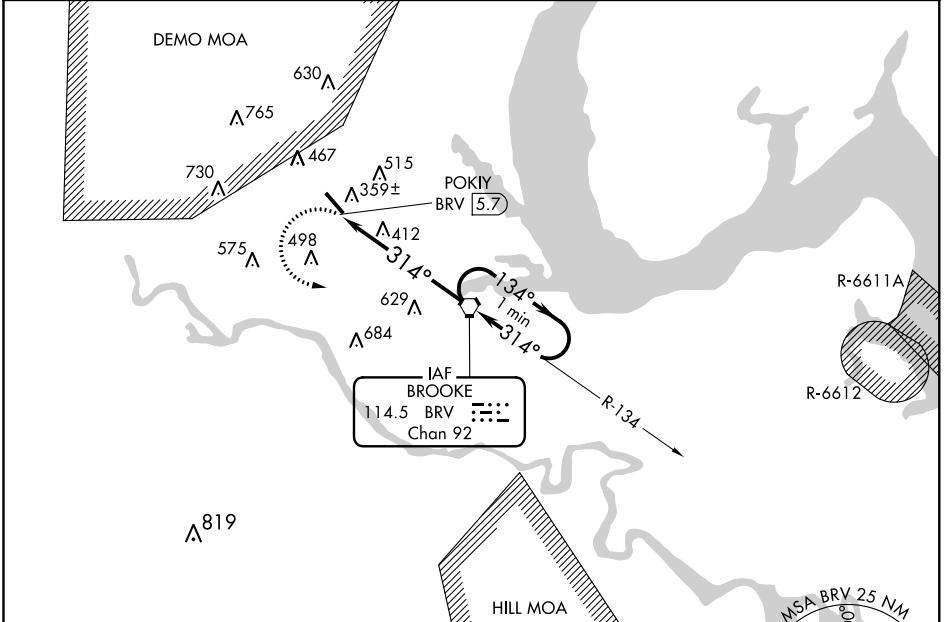 DEMO MOA
630
765
467
730
515
359±
POKIY
BRV 5.7
412
575
498
314°
629
134°
1 min
314°
684
R-6611A
R-6612
IAF
BROOKE
114.5 BRV
Chan 92
R-134
819
HILL MOA
MSA BRV 25 NM